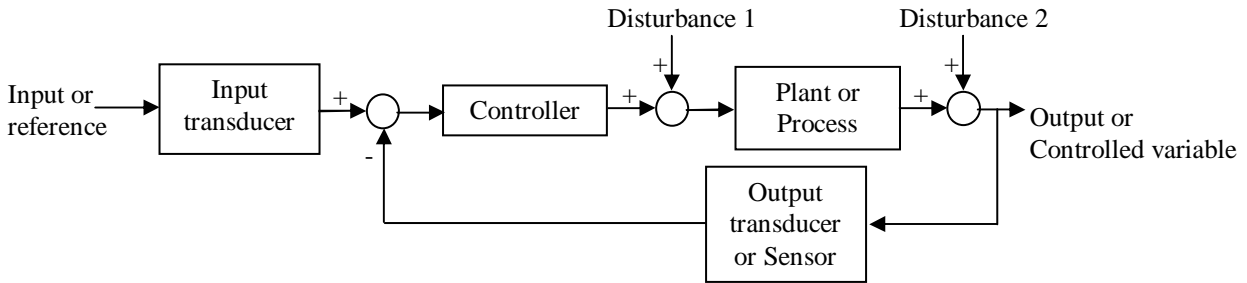 Disturbance 1
Disturbance 2
+
+
Input or
reference
Input
transducer
+
Controller
+
Plant or
Process
+
Output or
Controlled variable
-
Output
transducer
or Sensor